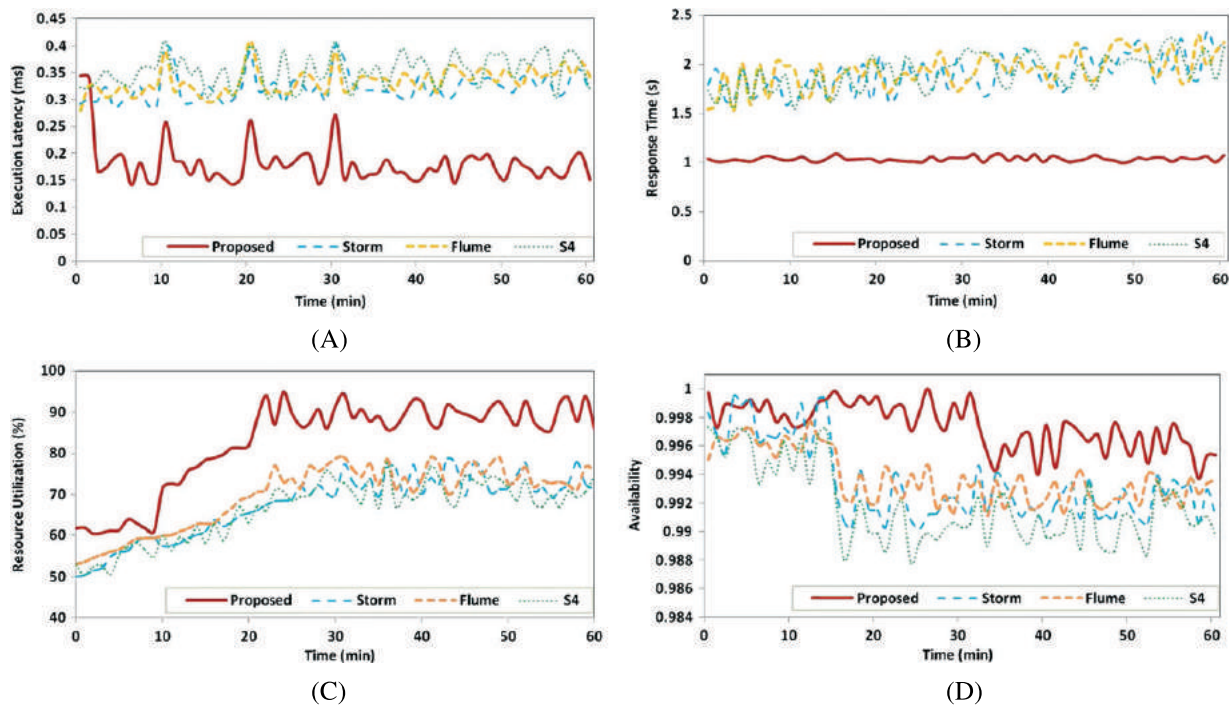 0.45
0.4
0.35
0.3
0.25
0.2
0.15
0.1
0.05
0
Execution Latency (ms)
Proposed Storm Flume S4
0 10 20 30 40 50 60
Time (min)
(A)
2.5
2
1.5
1
0.5
0
Response Time (s)
Proposed Storm Flume S4
0 10 20 30 40 50 60
Time (min)
(B)
100
90
80
70
60
50
40
Resource Utilization (%)
Proposed Storm Flume S4
0 10 20 30 40 50 60
Time (min)
(C)
1
0.998
0.996
0.994
0.992
0.99
0.988
0.986
0.984
Availability
Proposed Storm Flume S4
0 10 20 30 40 50 60
Time (min)
(D)